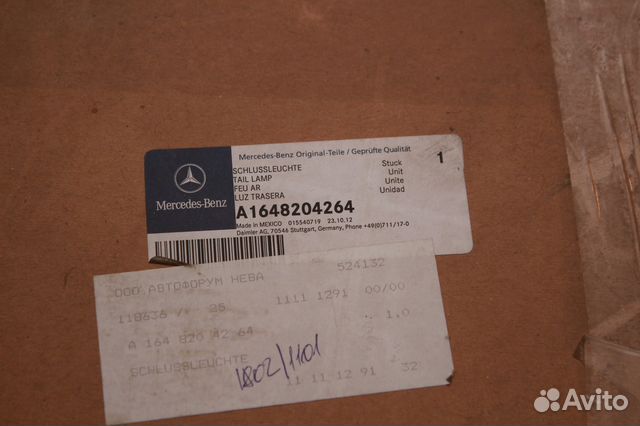 Mercedes-Benz Original-Teile / Geprüfte Qualität
Mercedes-Benz
SCHLUSSLEUCHTE Stuck 1
TAIL LAMP Unit
FEU AR Unite
LUZ TRASERA Unidad
A1648204264
Made in MEXICO 015540719 23.10.12
Daimler AG, 70546 Stuttgart, Germany, Phone +49(0)711/17-0
ООО АВТОФОРУМ НЕВА 524132
118636 / 25 1111 1291 00/00
A 164 820 42 64 1.0
SCHLUSSLEUCHTE
1802/1101
11 11 12 91 32
Avito